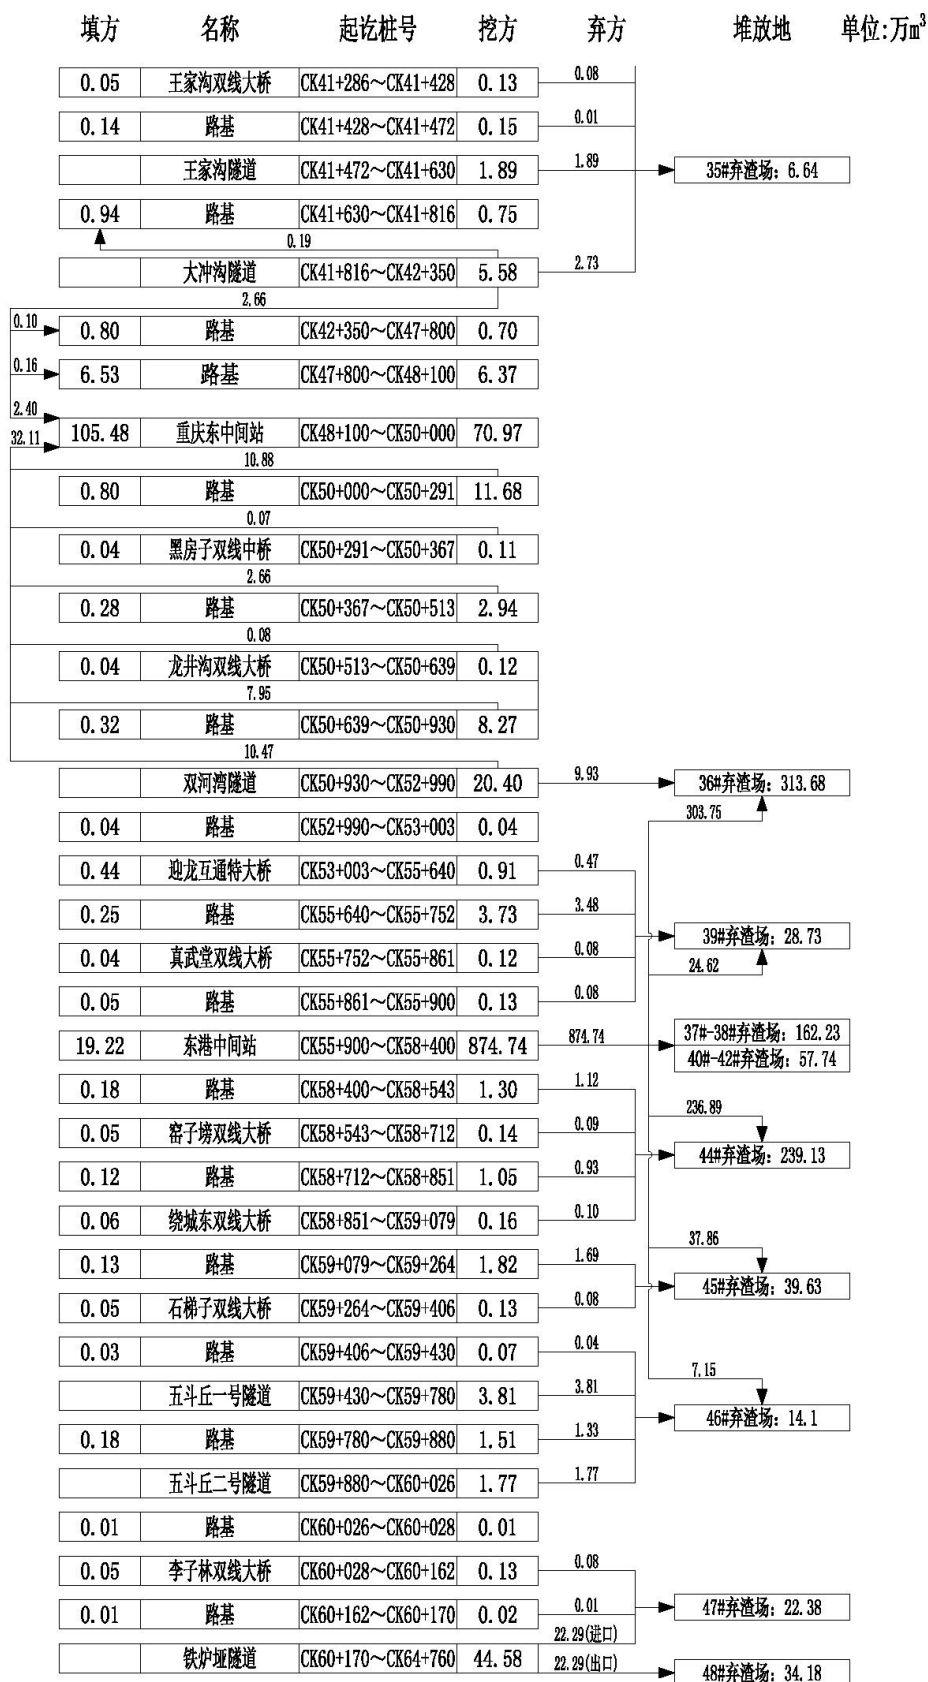 填方 名称 起讫桩号 挖方 弃方 堆放地 单位:万m³
0.05 王家沟双线大桥 CK41+286～CK41+428 0.13 0.08
0.14 路基 CK41+428～CK41+472 0.15 0.01
王家沟隧道 CK41+472～CK41+630 1.89 1.89 35#弃渣场: 6.64
0.94 路基 CK41+630～CK41+816 0.75
0.19
大冲沟隧道 CK41+816～CK42+350 5.58 2.73
2.66
0.10 0.80 路基 CK42+350～CK47+800 0.70
0.16 6.53 路基 CK47+800～CK48+100 6.37
2.40
32.11 105.48 重庆东中间站 CK48+100～CK50+000 70.97
10.88
0.80 路基 CK50+000～CK50+291 11.68
0.07
0.04 黑房子双线中桥 CK50+291～CK50+367 0.11
2.66
0.28 路基 CK50+367～CK50+513 2.94
0.08
0.04 龙井沟双线大桥 CK50+513～CK50+639 0.12
7.95
0.32 路基 CK50+639～CK50+930 8.27
10.47
双河湾隧道 CK50+930～CK52+990 20.40 9.93 36#弃渣场: 313.68
303.75
0.04 路基 CK52+990～CK53+003 0.04
0.44 迎龙互通特大桥 CK53+003～CK55+640 0.91 0.47
0.25 路基 CK55+640～CK55+752 3.73 3.48
39#弃渣场: 28.73
0.04 真武堂双线大桥 CK55+752～CK55+861 0.12 0.08
24.62
0.05 路基 CK55+861～CK55+900 0.13 0.08
19.22 东港中间站 CK55+900～CK58+400 874.74 874.74 37#-38#弃渣场: 162.23
40#-42#弃渣场: 57.74
0.18 路基 CK58+400～CK58+543 1.30 1.12
236.89
0.05 窑子塝双线大桥 CK58+543～CK58+712 0.14 0.09
44#弃渣场: 239.13
0.12 路基 CK58+712～CK58+851 1.05 0.93
0.06 绕城东双线大桥 CK58+851～CK59+079 0.16 0.10
37.86
0.13 路基 CK59+079～CK59+264 1.82 1.69
45#弃渣场: 39.63
0.05 石梯子双线大桥 CK59+264～CK59+406 0.13 0.08
0.03 路基 CK59+406～CK59+430 0.07 0.04
7.15
五斗丘一号隧道 CK59+430～CK59+780 3.81 3.81
46#弃渣场: 14.1
0.18 路基 CK59+780～CK59+880 1.51 1.33
五斗丘二号隧道 CK59+880～CK60+026 1.77 1.77
0.01 路基 CK60+026～CK60+028 0.01
0.05 李子林双线大桥 CK60+028～CK60+162 0.13 0.08
0.01 路基 CK60+162～CK60+170 0.02 0.01 47#弃渣场: 22.38
22.29(进口)
铁炉垭隧道 CK60+170～CK64+760 44.58 22.29(出口) 48#弃渣场: 34.18